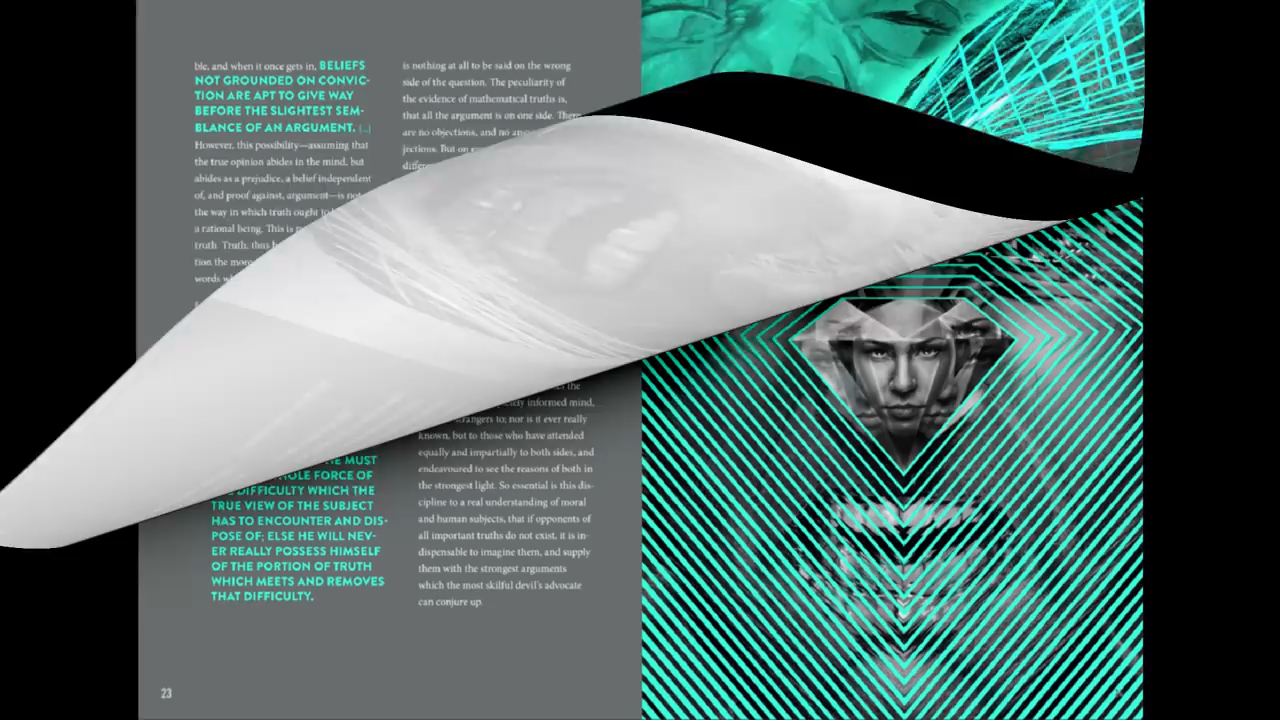 ble, and when it once gets in, BELIEFS
NOT GROUNDED ON CONVIC-
TION ARE APT TO GIVE WAY
BEFORE THE SLIGHTEST SEM-
BLANCE OF AN ARGUMENT. [...]
However, this possibility—assuming that
the true opinion abides in the mind, but
abides as a prejudice, a belief independent
of, and proof against, argument—is not
the way in which truth ought to
a rational being. This is
truth. Truth, thus
tion the more
words
is nothing at all to be said on the wrong
side of the question. The peculiarity of
the evidence of mathematical truths is,
that all the argument is on one side. There
are no objections, and no
jections. But on
MUST
FORCE OF
DIFFICULTY WHICH THE
TRUE VIEW OF THE SUBJECT
HAS TO ENCOUNTER AND DIS-
POSE OF; ELSE HE WILL NEV-
ER REALLY POSSESS HIMSELF
OF THE PORTION OF TRUTH
WHICH MEETS AND REMOVES
THAT DIFFICULTY.
the
informed mind,
to; nor is it ever really
known, but to those who have attended
equally and impartially to both sides, and
endeavoured to see the reasons of both in
the strongest light. So essential is this dis-
cipline to a real understanding of moral
and human subjects, that if opponents of
all important truths do not exist, it is in-
dispensable to imagine them, and supply
them with the strongest arguments
which the most skilful devil's advocate
can conjure up.
23